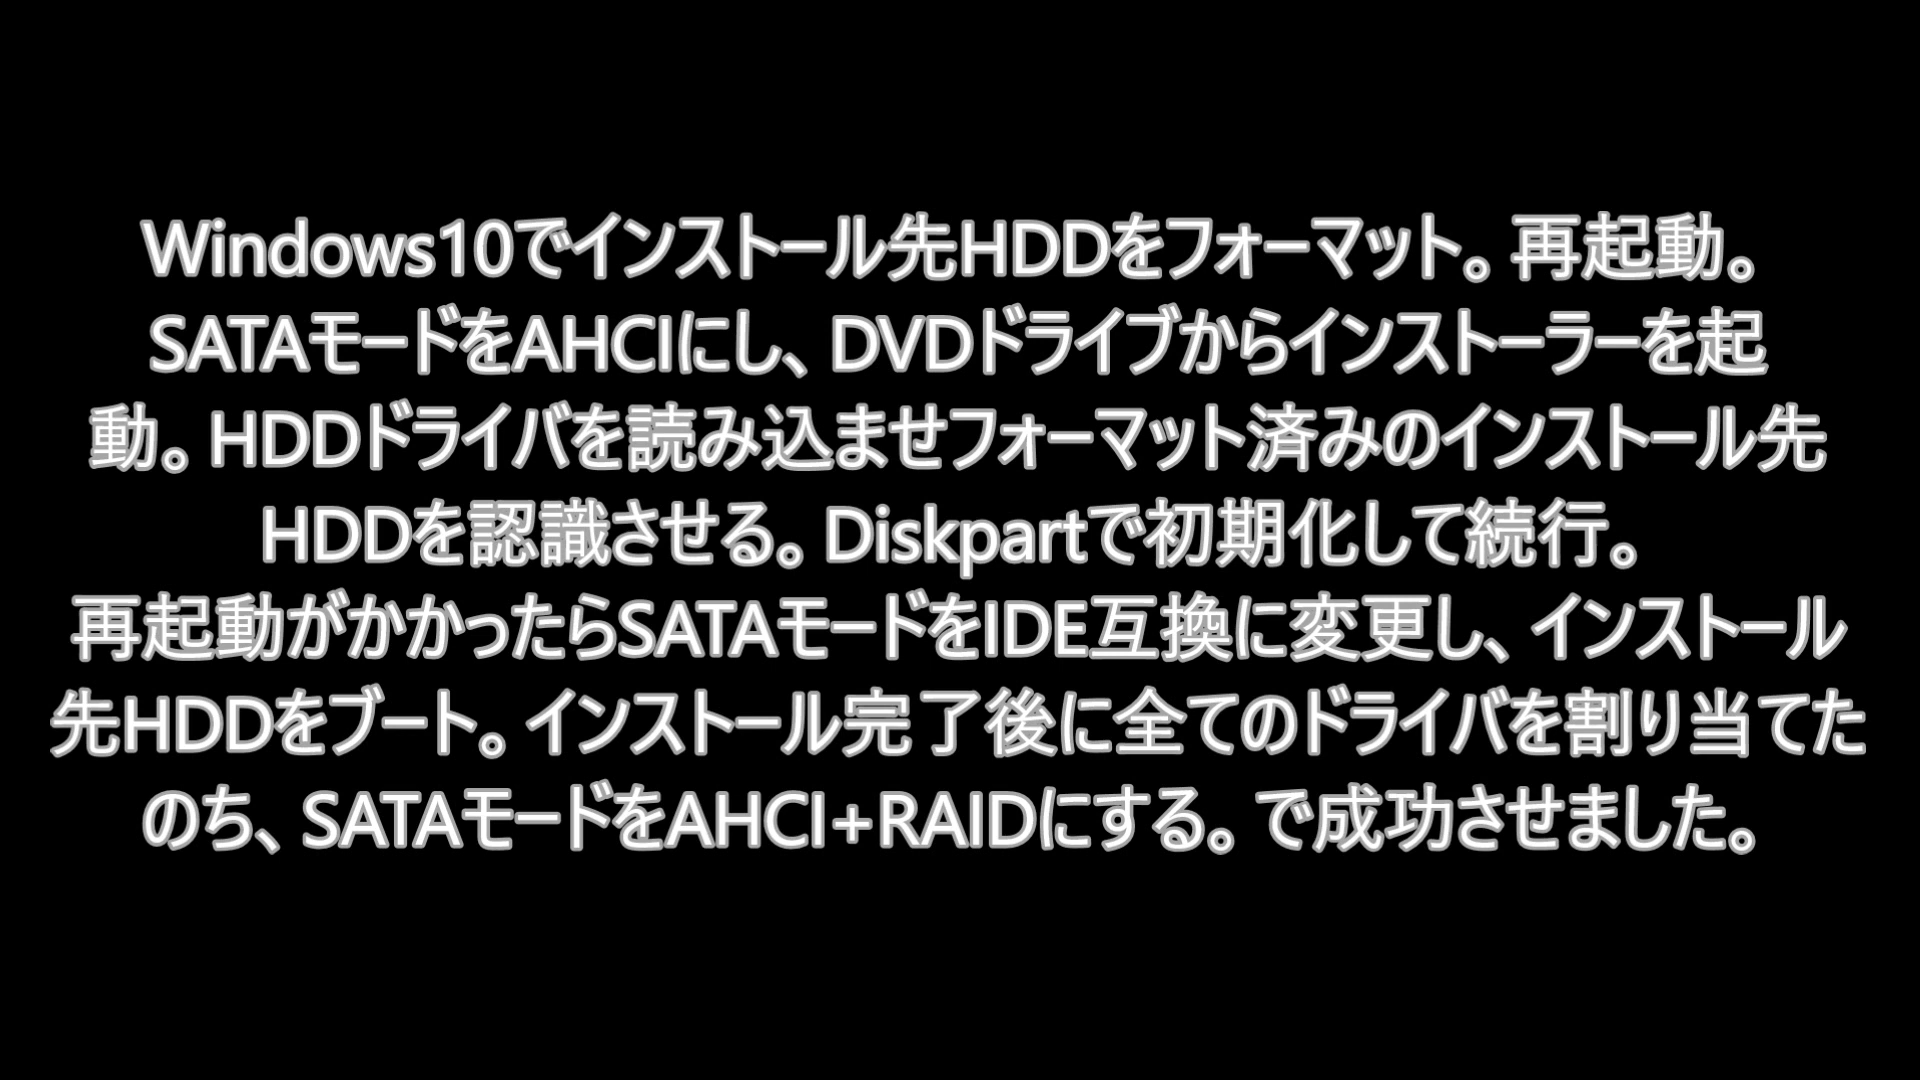 Windows10でインストール先HDDをフォーマット。再起動。
SATAモードをAHCIにし、DVDドライブからインストーラーを起
動。HDDドライバを読み込ませフォーマット済みのインストール先
HDDを認識させる。Diskpartで初期化して続行。
再起動がかかったらSATAモードをIDE互換に変更し、インストール
先HDDをブート。インストール完了後に全てのドライバを割り当てた
のち、SATAモードをAHCI+RAIDにする。で成功させました。